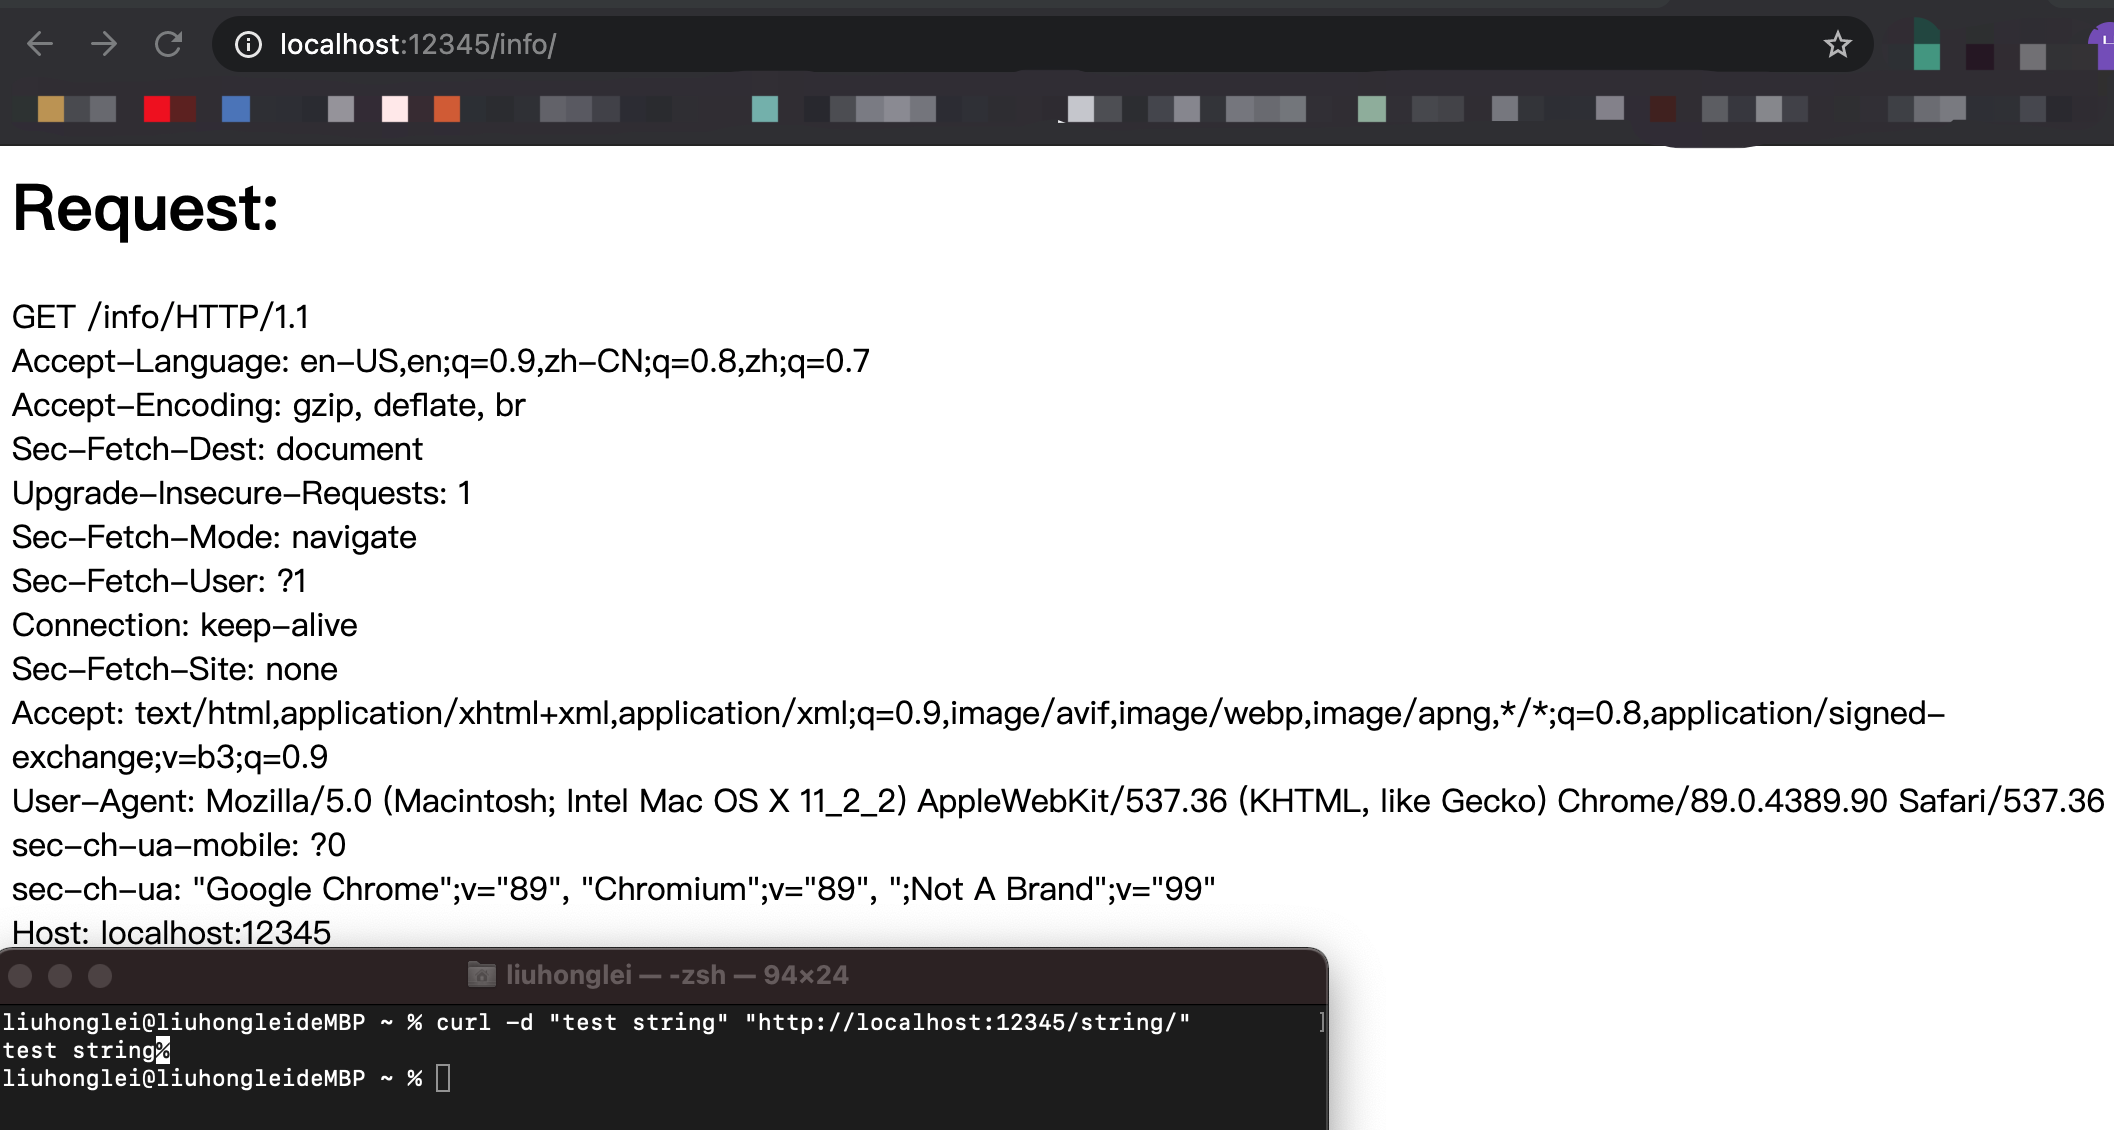 localhost:12345/info/
Request:
GET /info/HTTP/1.1
Accept-Language: en-US,en;q=0.9,zh-CN;q=0.8,zh;q=0.7
Accept-Encoding: gzip, deflate, br
Sec-Fetch-Dest: document
Upgrade-Insecure-Requests: 1
Sec-Fetch-Mode: navigate
Sec-Fetch-User: ?1
Connection: keep-alive
Sec-Fetch-Site: none
Accept: text/html,application/xhtml+xml,application/xml;q=0.9,image/avif,image/webp,image/apng,*/*;q=0.8,application/signed-
exchange;v=b3;q=0.9
User-Agent: Mozilla/5.0 (Macintosh; Intel Mac OS X 11_2_2) AppleWebKit/537.36 (KHTML, like Gecko) Chrome/89.0.4389.90 Safari/537.36
sec-ch-ua-mobile: ?0
sec-ch-ua: "Google Chrome";v="89", "Chromium";v="89", ";Not A Brand";v="99"
Host: localhost:12345
liuhonglei — -zsh — 94×24
liuhonglei@liuhongleideMBP ~ % curl -d "test string" "http://localhost:12345/string/"
test string%
liuhonglei@liuhongleideMBP ~ %